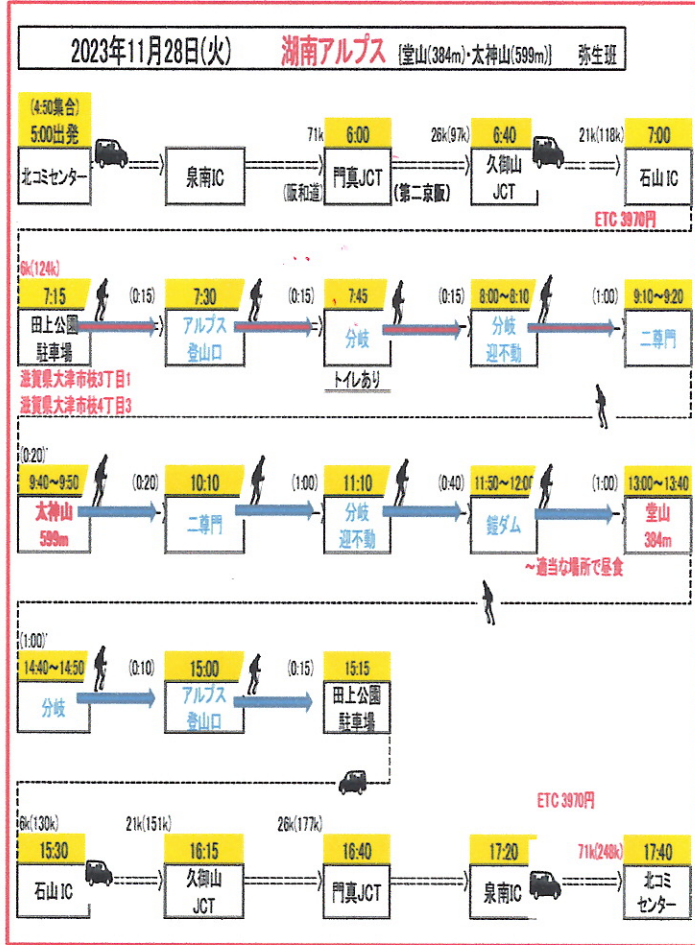 2023年11月28日(火) 湖南アルプス {堂山(384m)・太神山(599m)} 弥生班
(4:50集合)
5:00出発 71k 6:00 26k(97k) 6:40 21k(118k) 7:00
北コミセンター 泉南IC (阪和道) 門真JCT (第二京阪) 久御山 石山 IC
JCT
ETC 3970円
6k(124k)
7:15 (0:15) 7:30 (0:15) 7:45 (0:15) 8:00～8:10 (1:00) 9:10～9:20
田上公園 アルプス 分岐 分岐 二尊門
駐車場 登山口 迎不動
トイレあり
滋賀県大津市枝3丁目1
滋賀県大津市枝4丁目3
(0:20)
9:40～9:50 (0:20) 10:10 (1:00) 11:10 (0:40) 11:50～12:00 (1:00) 13:00～13:40
太神山 二尊門 分岐 鎧ダム 堂山
599m 迎不動 384m
～適当な場所で昼食
(1:00)
14:40～14:50 (0:10) 15:00 (0:15) 15:15
分岐 アルプス 田上公園
登山口 駐車場
ETC 3970円
6k(130k) 21k(151k) 26k(177k)
15:30 16:15 16:40 17:20 71k(248k) 17:40
石山 IC 久御山 門真JCT 泉南IC 北コミ
JCT センター